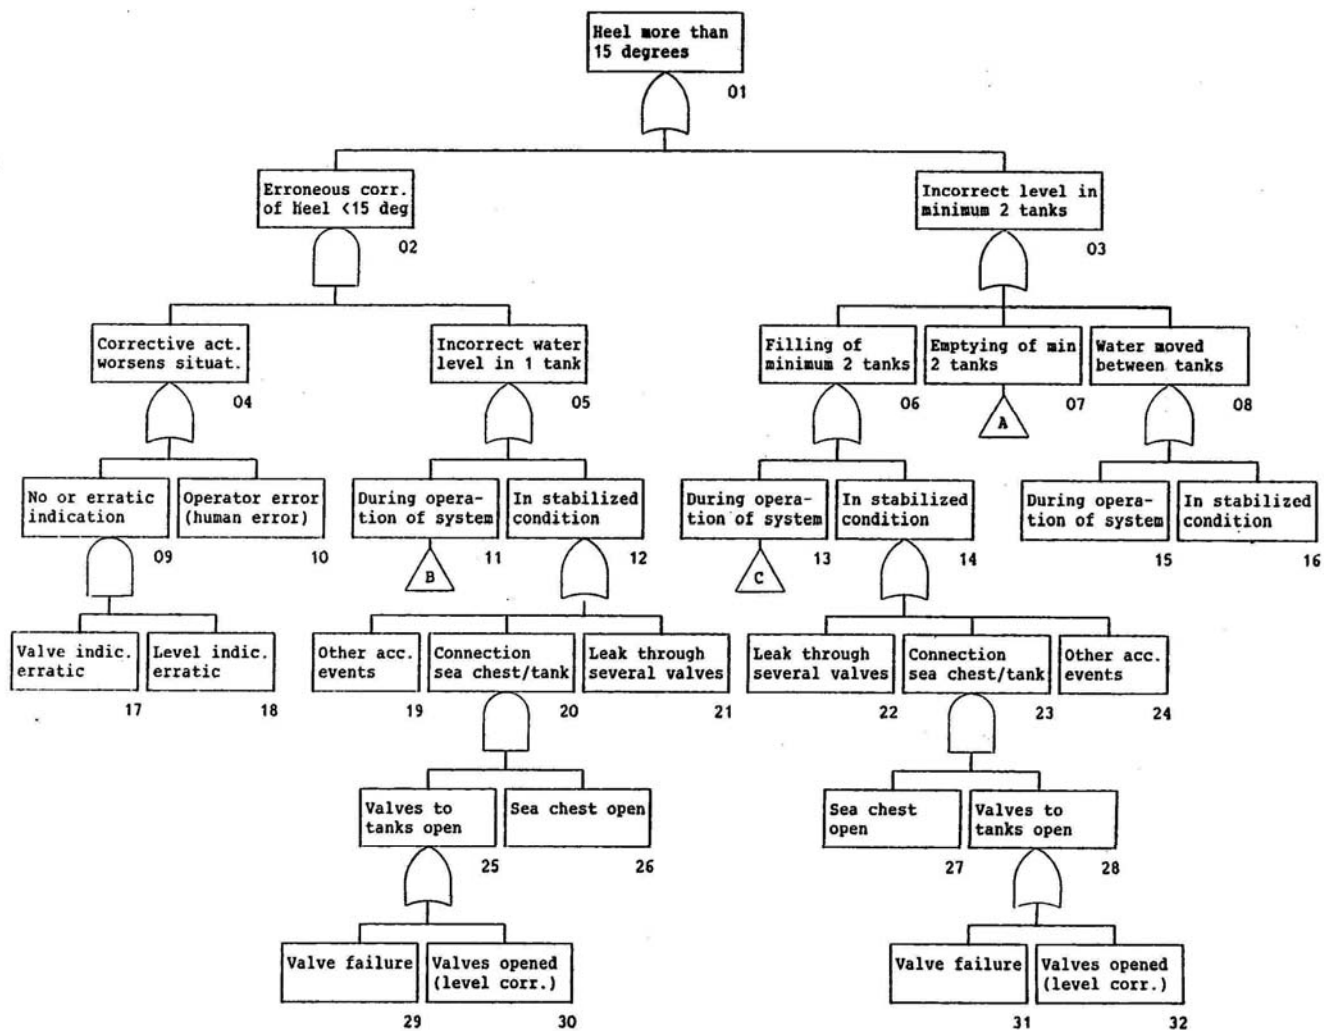 Heel more than
15 degrees
01
Erroneous corr.
of Heel <15 deg
02
Incorrect level in
minimum 2 tanks
03
Corrective act.
worsens situat.
04
Incorrect water
level in 1 tank
05
Filling of
minimum 2 tanks
06
Emptying of min
2 tanks
07
A
Water moved
between tanks
08
No or erratic
indication
09
Operator error
(human error)
10
During opera-
tion of system
11
B
In stabilized
condition
12
During opera-
tion of system
13
C
In stabilized
condition
14
During opera-
tion of system
15
In stabilized
condition
16
Valve indic.
erratic
17
Level indic.
erratic
18
Other acc.
events
19
Connection
sea chest/tank
20
Leak through
several valves
21
Leak through
several valves
22
Connection
sea chest/tank
23
Other acc.
events
24
Valves to
tanks open
25
Sea chest open
26
Sea chest
open
27
Valves to
tanks open
28
Valve failure
29
Valves opened
(level corr.)
30
Valve failure
31
Valves opened
(level corr.)
32